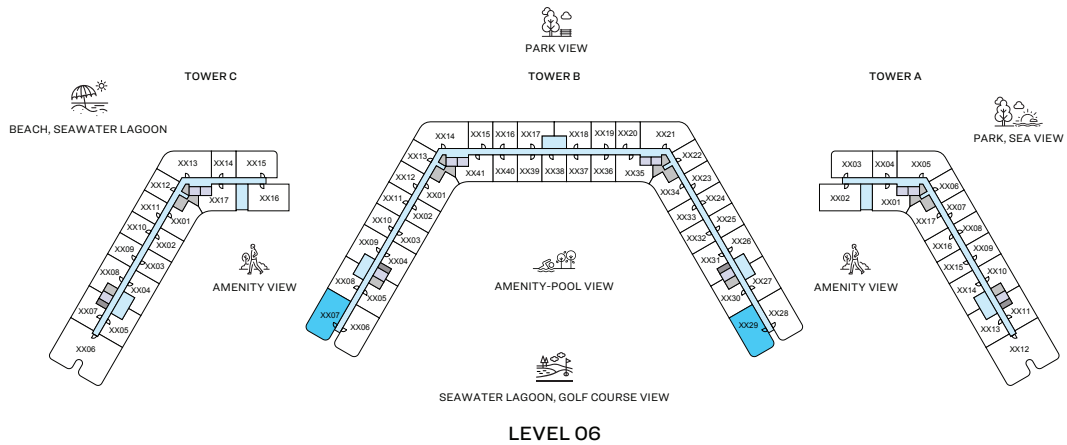 PARK VIEW
TOWER C
TOWER B
TOWER A
BEACH, SEAWATER LAGOON
PARK, SEA VIEW
XX13
XX14
XX15
XX12
XX11
XX10
XX09
XX08
XX07
XX06
XX05
XX04
XX03
XX02
XX01
XX17
XX16
XX14
XX15
XX16
XX17
XX18
XX19
XX20
XX21
XX13
XX12
XX11
XX10
XX09
XX08
XX07
XX06
XX05
XX04
XX03
XX02
XX01
XX41
XX40
XX39
XX38
XX37
XX36
XX35
XX22
XX23
XX24
XX25
XX26
XX27
XX28
XX29
XX30
XX31
XX32
XX33
XX34
XX03
XX04
XX05
XX02
XX01
XX06
XX07
XX08
XX09
XX10
XX11
XX12
XX13
XX14
XX15
XX16
XX17
AMENITY VIEW
AMENITY-POOL VIEW
AMENITY VIEW
SEAWATER LAGOON, GOLF COURSE VIEW
LEVEL 06